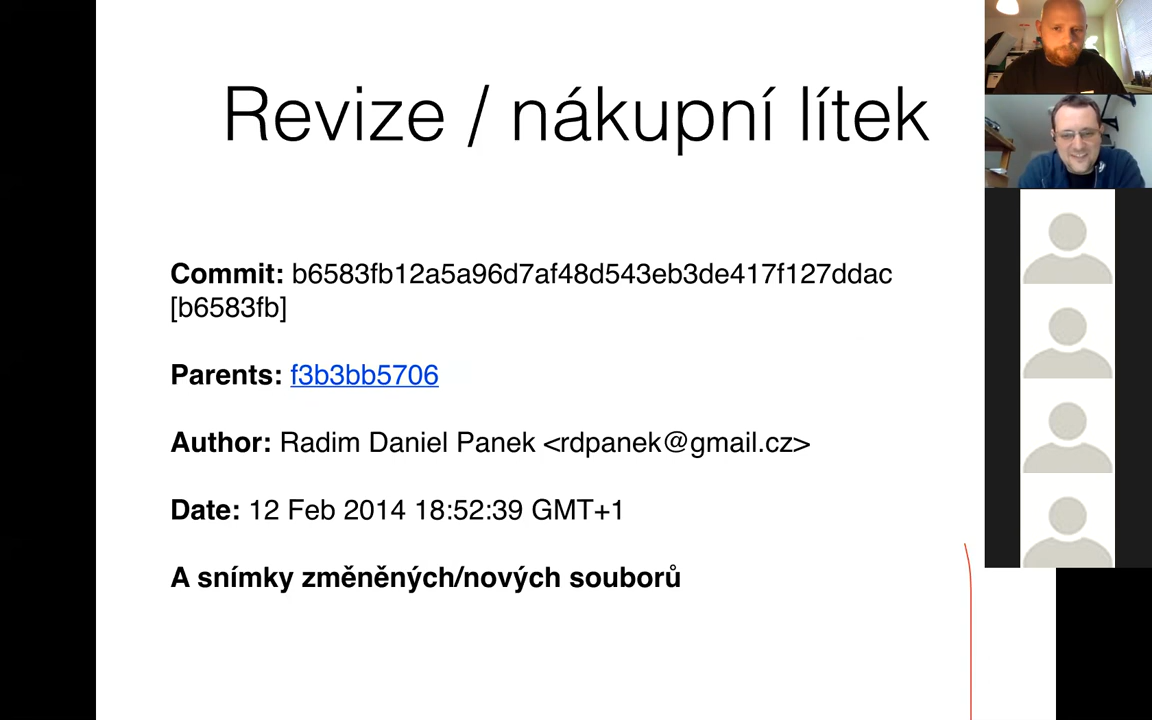 Revize / nákupní lítek
Commit: b6583fb12a5a96d7af48d543eb3de417f127ddac
[b6583fb]
Parents: f3b3bb5706
Author: Radim Daniel Panek <rdpanek@gmail.cz>
Date: 12 Feb 2014 18:52:39 GMT+1
A snímky změněných/nových souborů